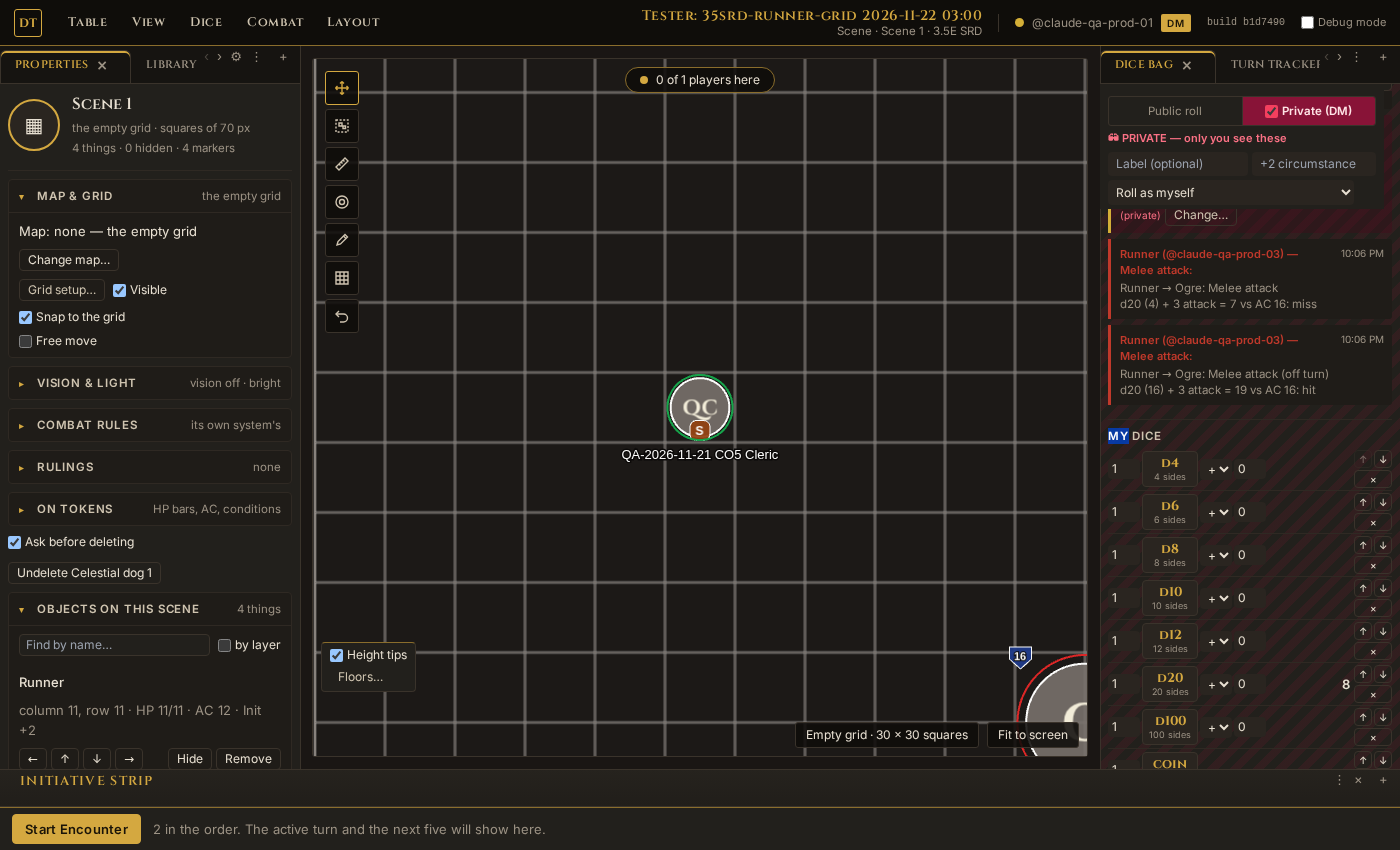 DT
Table View Dice Combat Layout
Tester: 35SRD-Runner-Grid 2026-11-22 03:00
Scene · Scene 1 · 3.5E SRD
@claude-qa-prod-01 DM build b1d7490 Debug mode
Properties × Library ‹ › ⚙ ⋮ +
Scene 1
the empty grid · squares of 70 px
4 things · 0 hidden · 4 markers
▾ MAP & GRID the empty grid
Map: none — the empty grid
Change map...
Grid setup... Visible
Snap to the grid
Free move
▸ VISION & LIGHT vision off · bright
▸ COMBAT RULES its own system's
▸ RULINGS none
▸ ON TOKENS HP bars, AC, conditions
Ask before deleting
Undelete Celestial dog 1
▾ OBJECTS ON THIS SCENE 4 things
Find by name... by layer
Runner
column 11, row 11 · HP 11/11 · AC 12 · Init
+2
← ↑ ↓ → Hide Remove
0 of 1 players here
QC
S
QA-2026-11-21 CO5 Cleric
16
Height tips
Floors...
Empty grid · 30 × 30 squares Fit to screen
Dice Bag × Turn Tracker ‹ › ⋮ +
Public roll Private (DM)
PRIVATE — only you see these
Label (optional) +2 circumstance
Roll as myself
(private) Change...
Runner (@claude-qa-prod-03) — 10:06 PM
Melee attack:
Runner → Ogre: Melee attack
d20 (4) + 3 attack = 7 vs AC 16: miss
Runner (@claude-qa-prod-03) — 10:06 PM
Melee attack:
Runner → Ogre: Melee attack (off turn)
d20 (16) + 3 attack = 19 vs AC 16: hit
MY DICE
1 D4 + 0 ↑ ↓
4 sides ×
1 D6 + 0 ↑ ↓
6 sides ×
1 D8 + 0 ↑ ↓
8 sides ×
1 D10 + 0 ↑ ↓
10 sides ×
1 D12 + 0 ↑ ↓
12 sides ×
1 D20 + 0 8 ↑ ↓
20 sides ×
1 D100 + 0 ↑ ↓
100 sides ×
COIN ↑ ↓
Initiative Strip ⋮ × +
Start Encounter 2 in the order. The active turn and the next five will show here.